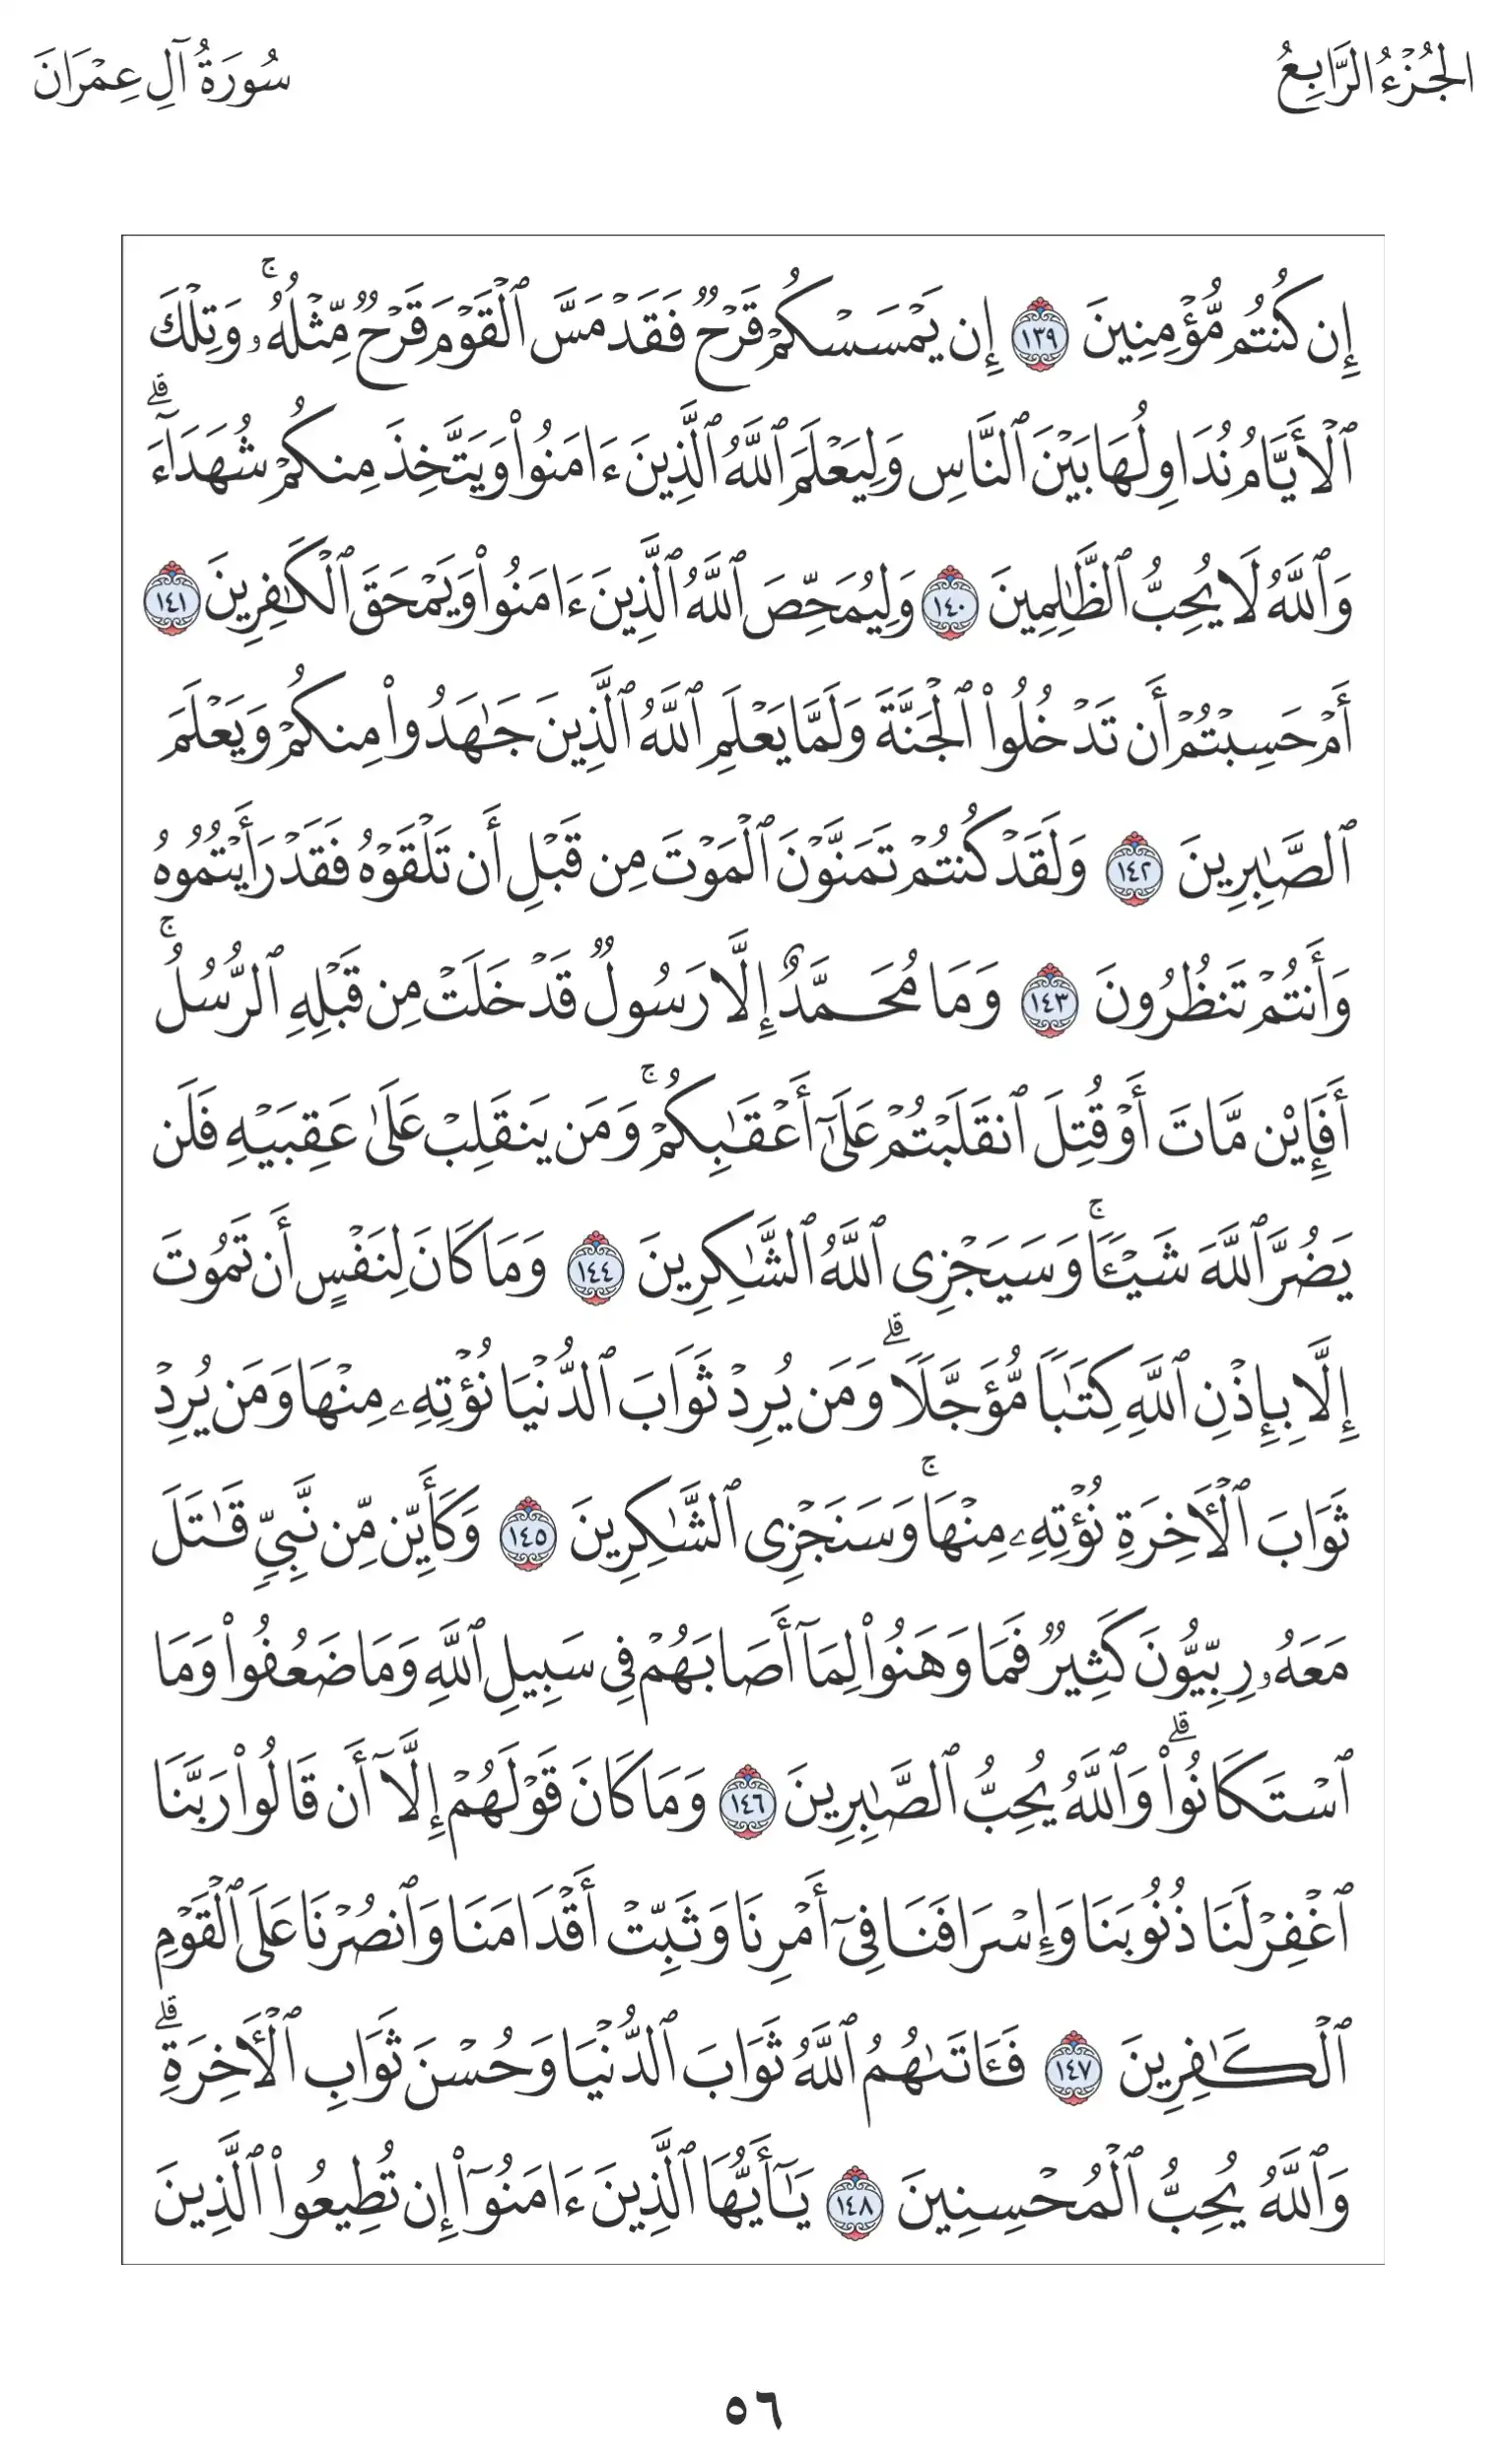 الجُزْءُ الرَّابِعُ
سُورَةُ آلِ عِمْرَانَ
إِن كُنتُم مُّؤْمِنِينَ ١٣٩ إِن يَمْسَسْكُمْ قَرْحٌ فَقَدْ مَسَّ ٱلْقَوْمَ قَرْحٌ مِّثْلُهُۥ ۚ وَتِلْكَ
ٱلْأَيَّامُ نُدَاوِلُهَا بَيْنَ ٱلنَّاسِ وَلِيَعْلَمَ ٱللَّهُ ٱلَّذِينَ ءَامَنُوا۟ وَيَتَّخِذَ مِنكُمْ شُهَدَآءَ ۗ
وَٱللَّهُ لَا يُحِبُّ ٱلظَّـٰلِمِينَ ١٤٠ وَلِيُمَحِّصَ ٱللَّهُ ٱلَّذِينَ ءَامَنُوا۟ وَيَمْحَقَ ٱلْكَـٰفِرِينَ ١٤١
أَمْ حَسِبْتُمْ أَن تَدْخُلُوا۟ ٱلْجَنَّةَ وَلَمَّا يَعْلَمِ ٱللَّهُ ٱلَّذِينَ جَـٰهَدُوا۟ مِنكُمْ وَيَعْلَمَ
ٱلصَّـٰبِرِينَ ١٤٢ وَلَقَدْ كُنتُمْ تَمَنَّوْنَ ٱلْمَوْتَ مِن قَبْلِ أَن تَلْقَوْهُ فَقَدْ رَأَيْتُمُوهُ
وَأَنتُمْ تَنظُرُونَ ١٤٣ وَمَا مُحَمَّدٌ إِلَّا رَسُولٌ قَدْ خَلَتْ مِن قَبْلِهِ ٱلرُّسُلُ ۚ
أَفَإِي۟ن مَّاتَ أَوْ قُتِلَ ٱنقَلَبْتُمْ عَلَىٰٓ أَعْقَـٰبِكُمْ ۚ وَمَن يَنقَلِبْ عَلَىٰ عَقِبَيْهِ فَلَن
يَضُرَّ ٱللَّهَ شَيْـًٔا ۚ وَسَيَجْزِى ٱللَّهُ ٱلشَّـٰكِرِينَ ١٤٤ وَمَا كَانَ لِنَفْسٍ أَن تَمُوتَ
إِلَّا بِإِذْنِ ٱللَّهِ كِتَـٰبًا مُّؤَجَّلًا ۗ وَمَن يُرِدْ ثَوَابَ ٱلدُّنْيَا نُؤْتِهِۦ مِنْهَا وَمَن يُرِدْ
ثَوَابَ ٱلْـَٔاخِرَةِ نُؤْتِهِۦ مِنْهَا ۚ وَسَنَجْزِى ٱلشَّـٰكِرِينَ ١٤٥ وَكَأَيِّن مِّن نَّبِىٍّ قَـٰتَلَ
مَعَهُۥ رِبِّيُّونَ كَثِيرٌ فَمَا وَهَنُوا۟ لِمَآ أَصَابَهُمْ فِى سَبِيلِ ٱللَّهِ وَمَا ضَعُفُوا۟ وَمَا
ٱسْتَكَانُوا۟ ۗ وَٱللَّهُ يُحِبُّ ٱلصَّـٰبِرِينَ ١٤٦ وَمَا كَانَ قَوْلَهُمْ إِلَّآ أَن قَالُوا۟ رَبَّنَا
ٱغْفِرْ لَنَا ذُنُوبَنَا وَإِسْرَافَنَا فِىٓ أَمْرِنَا وَثَبِّتْ أَقْدَامَنَا وَٱنصُرْنَا عَلَى ٱلْقَوْمِ
ٱلْكَـٰفِرِينَ ١٤٧ فَـَٔاتَىٰهُمُ ٱللَّهُ ثَوَابَ ٱلدُّنْيَا وَحُسْنَ ثَوَابِ ٱلْـَٔاخِرَةِ ۗ
وَٱللَّهُ يُحِبُّ ٱلْمُحْسِنِينَ ١٤٨ يَـٰٓأَيُّهَا ٱلَّذِينَ ءَامَنُوٓا۟ إِن تُطِيعُوا۟ ٱلَّذِينَ
٥٦